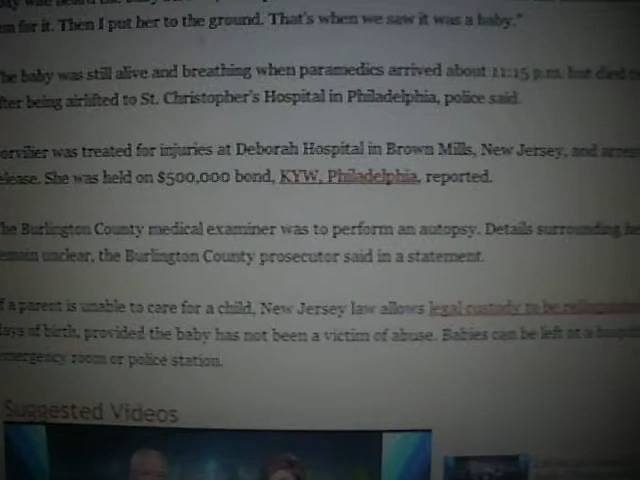 for it. Then I put her to the ground. That's when we saw it was a baby."
he baby was still alive and breathing when paramedics arrived about 11:15 p.m. but died
fter being airlifted to St. Christopher's Hospital in Philadelphia, police said.
orvilier was treated for injuries at Deborah Hospital in Brown Mills, New Jersey, and
elease. She was held on $500,000 bond, KYW, Philadelphia, reported.
he Burlington County medical examiner was to perform an autopsy. Details surrounding
emain unclear, the Burlington County prosecutor said in a statement.
f a parent is unable to care for a child, New Jersey law allows legal custody to be
days of birth, provided the baby has not been a victim of abuse. Babies can be left at a
emergency room or police station.
Suggested Videos